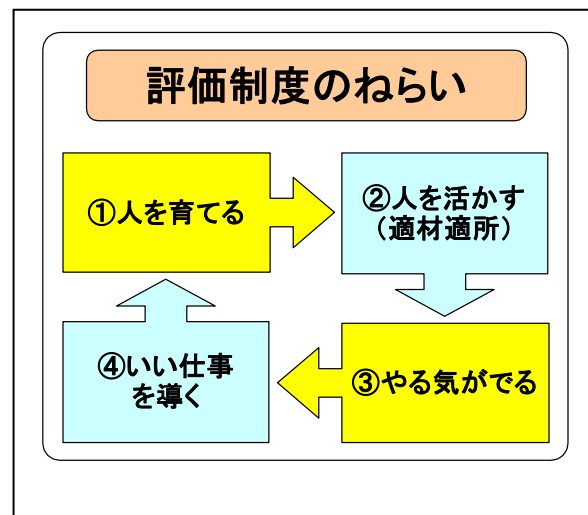 評価制度のねらい
①人を育てる
②人を活かす
（適材適所）
③やる気がでる
④いい仕事
を導く